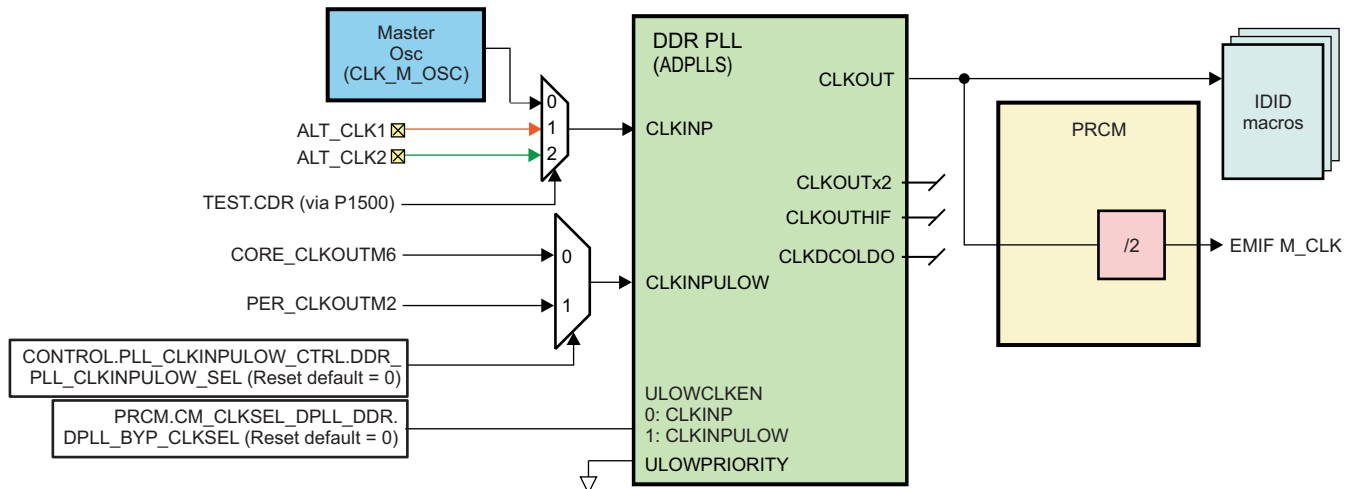 Master
Osc
(CLK_M_OSC)
0
1
2
ALT_CLK1
ALT_CLK2
TEST.CDR (via P1500)
CORE_CLKOUTM6
PER_CLKOUTM2
0
1
CONTROL.PLL_CLKINPULOW_CTRL.DDR_
PLL_CLKINPULOW_SEL (Reset default = 0)
PRCM.CM_CLKSEL_DPLL_DDR.
DPLL_BYP_CLKSEL (Reset default = 0)
DDR PLL
(ADPLLS)
CLKINP
CLKINPULOW
ULOWCLKEN
0: CLKINP
1: CLKINPULOW
ULOWPRIORITY
CLKOUT
CLKOUTx2
CLKOUTHIF
CLKDCOLDO
PRCM
/2
IDID
macros
EMIF M_CLK